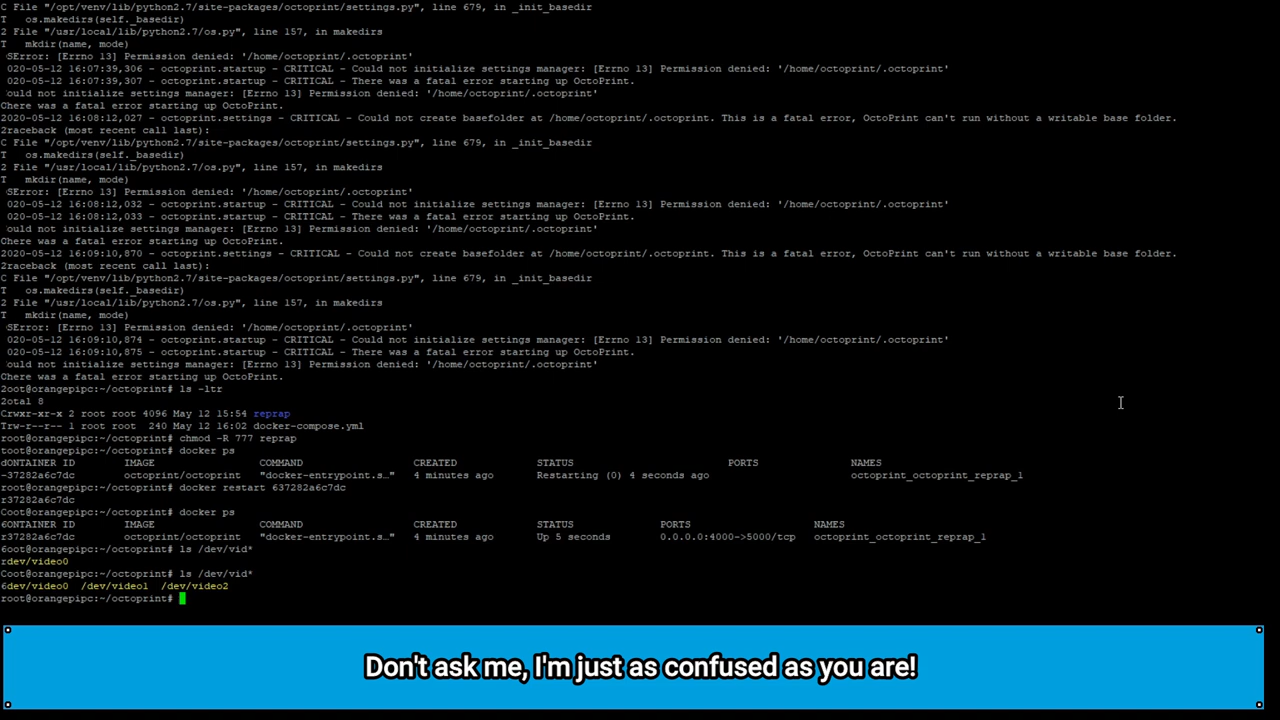 C File "/opt/venv/lib/python2.7/site-packages/octoprint/settings.py", line 679, in _init_basedir
T   os.makedirs(self._basedir)
2 File "/usr/local/lib/python2.7/os.py", line 157, in makedirs
T   mkdir(name, mode)
SError: [Errno 13] Permission denied: '/home/octoprint/.octoprint'
020-05-12 16:07:39,306 - octoprint.startup - CRITICAL - Could not initialize settings manager: [Errno 13] Permission denied: '/home/octoprint/.octoprint'
020-05-12 16:07:39,307 - octoprint.startup - CRITICAL - There was a fatal error starting up OctoPrint.
ould not initialize settings manager: [Errno 13] Permission denied: '/home/octoprint/.octoprint'
Chere was a fatal error starting up OctoPrint.
2020-05-12 16:08:12,027 - octoprint.settings - CRITICAL - Could not create basefolder at /home/octoprint/.octoprint. This is a fatal error, OctoPrint can't run without a writable base folder.
2raceback (most recent call last):
C File "/opt/venv/lib/python2.7/site-packages/octoprint/settings.py", line 679, in _init_basedir
T   os.makedirs(self._basedir)
2 File "/usr/local/lib/python2.7/os.py", line 157, in makedirs
T   mkdir(name, mode)
SError: [Errno 13] Permission denied: '/home/octoprint/.octoprint'
020-05-12 16:08:12,032 - octoprint.startup - CRITICAL - Could not initialize settings manager: [Errno 13] Permission denied: '/home/octoprint/.octoprint'
020-05-12 16:08:12,033 - octoprint.startup - CRITICAL - There was a fatal error starting up OctoPrint.
ould not initialize settings manager: [Errno 13] Permission denied: '/home/octoprint/.octoprint'
Chere was a fatal error starting up OctoPrint.
2020-05-12 16:09:10,870 - octoprint.settings - CRITICAL - Could not create basefolder at /home/octoprint/.octoprint. This is a fatal error, OctoPrint can't run without a writable base folder.
2raceback (most recent call last):
C File "/opt/venv/lib/python2.7/site-packages/octoprint/settings.py", line 679, in _init_basedir
T   os.makedirs(self._basedir)
2 File "/usr/local/lib/python2.7/os.py", line 157, in makedirs
T   mkdir(name, mode)
SError: [Errno 13] Permission denied: '/home/octoprint/.octoprint'
020-05-12 16:09:10,874 - octoprint.startup - CRITICAL - Could not initialize settings manager: [Errno 13] Permission denied: '/home/octoprint/.octoprint'
020-05-12 16:09:10,875 - octoprint.startup - CRITICAL - There was a fatal error starting up OctoPrint.
ould not initialize settings manager: [Errno 13] Permission denied: '/home/octoprint/.octoprint'
Chere was a fatal error starting up OctoPrint.
2oot@orangepipc:~/octoprint# ls -ltr
2otal 8
Crwxr-xr-x 2 root root 4096 May 12 15:54 reprap
Trw-r--r-- 1 root root  240 May 12 16:02 docker-compose.yml
root@orangepipc:~/octoprint# chmod -R 777 reprap
toot@orangepipc:~/octoprint# docker ps
dONTAINER ID IMAGE COMMAND CREATED STATUS PORTS NAMES
-37282a6c7dc octoprint/octoprint "docker-entrypoint.s…" 4 minutes ago Restarting (0) 4 seconds ago octoprint_octoprint_reprap_1
root@orangepipc:~/octoprint# docker restart 637282a6c7dc
r37282a6c7dc
Coot@orangepipc:~/octoprint# docker ps
6ONTAINER ID IMAGE COMMAND CREATED STATUS PORTS NAMES
r37282a6c7dc octoprint/octoprint "docker-entrypoint.s…" 4 minutes ago Up 5 seconds 0.0.0.0:4000->5000/tcp octoprint_octoprint_reprap_1
6oot@orangepipc:~/octoprint# ls /dev/vid*
rdev/video0
Coot@orangepipc:~/octoprint# ls /dev/vid*
6dev/video0  /dev/video1  /dev/video2
root@orangepipc:~/octoprint#
Don't ask me, I'm just as confused as you are!